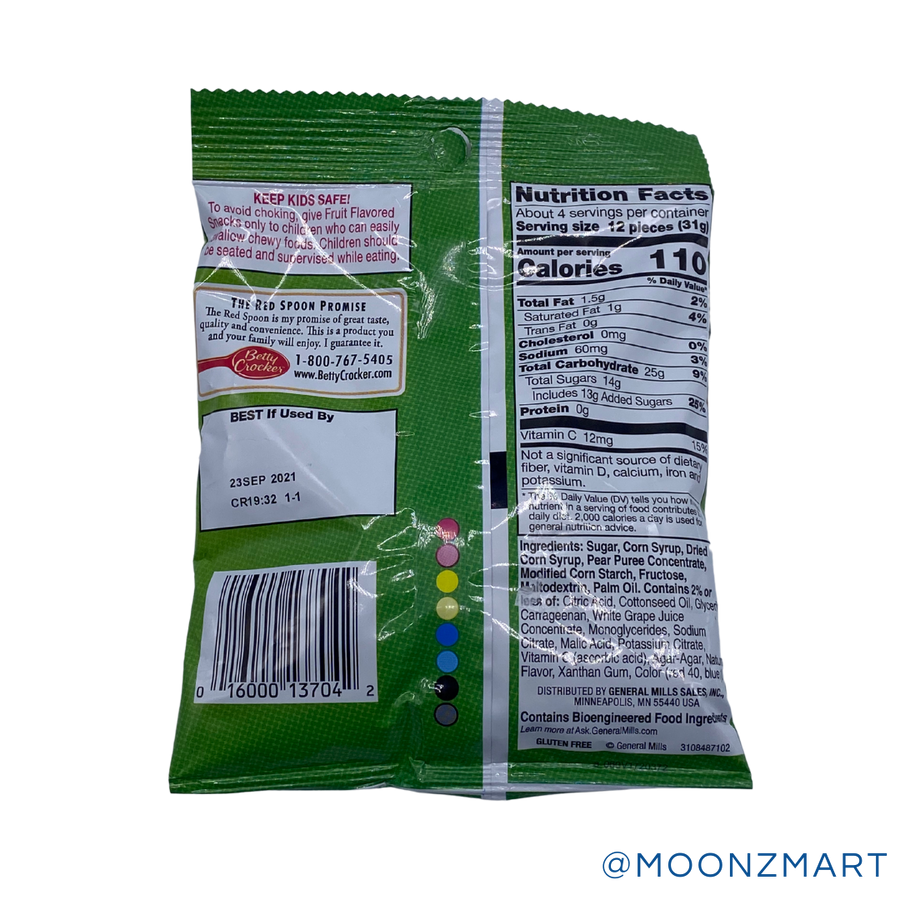 KEEP KIDS SAFE!
To avoid choking, give Fruit Flavored
Snacks only to children who can easily
swallow chewy foods. Children should
be seated and supervised while eating.
THE RED SPOON PROMISE
The Red Spoon is my promise of great taste,
quality and convenience. This is a product you
and your family will enjoy. I guarantee it.
Betty
Crocker
1-800-767-5405
www.BettyCrocker.com
BEST If Used By
23SEP 2021
CR19:32 1-1
0 16000 13704 2
Nutrition Facts
About 4 servings per container
Serving size 12 pieces (31g)
Amount per serving
Calories 110
% Daily Value*
Total Fat 1.5g 2%
Saturated Fat 1g 4%
Trans Fat 0g
Cholesterol 0mg 0%
Sodium 60mg 3%
Total Carbohydrate 25g 9%
Total Sugars 14g
Includes 13g Added Sugars 25%
Protein 0g
Vitamin C 12mg 15%
Not a significant source of dietary
fiber, vitamin D, calcium, iron and
potassium.
* The % Daily Value (DV) tells you how
nutrient in a serving of food contributes
daily diet. 2,000 calories a day is used for
general nutrition advice.
Ingredients: Sugar, Corn Syrup, Dried
Corn Syrup, Pear Puree Concentrate,
Modified Corn Starch, Fructose,
Maltodextrin, Palm Oil. Contains 2% or
less of: Citric Acid, Cottonseed Oil, Glycerin
Carrageenan, White Grape Juice
Concentrate, Monoglycerides, Sodium
Citrate, Malic Acid, Potassium Citrate,
Vitamin C (ascorbic acid), Agar-Agar, Natural
Flavor, Xanthan Gum, Color (red 40, blue
DISTRIBUTED BY GENERAL MILLS SALES, INC.,
MINNEAPOLIS, MN 55440 USA
Contains Bioengineered Food Ingredients
Learn more at Ask.GeneralMills.com
GLUTEN FREE © General Mills 3108487102
@MOONZMART